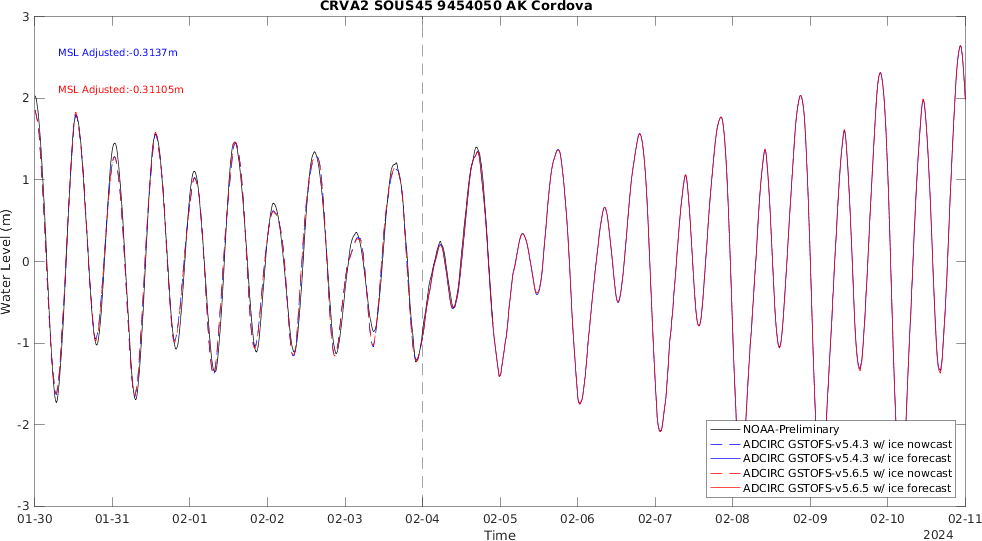 CRVA2 SOUS45 9454050 AK Cordova
MSL Adjusted:-0.3137m
MSL Adjusted:-0.31105m
Water Level (m)
3
2
1
0
-1
-2
-3
NOAA-Preliminary
ADCIRC GSTOFS-v5.4.3 w/ ice nowcast
ADCIRC GSTOFS-v5.4.3 w/ ice forecast
ADCIRC GSTOFS-v5.6.5 w/ ice nowcast
ADCIRC GSTOFS-v5.6.5 w/ ice forecast
01-30 01-31 02-01 02-02 02-03 02-04 02-05 02-06 02-07 02-08 02-09 02-10 02-11
Time
2024